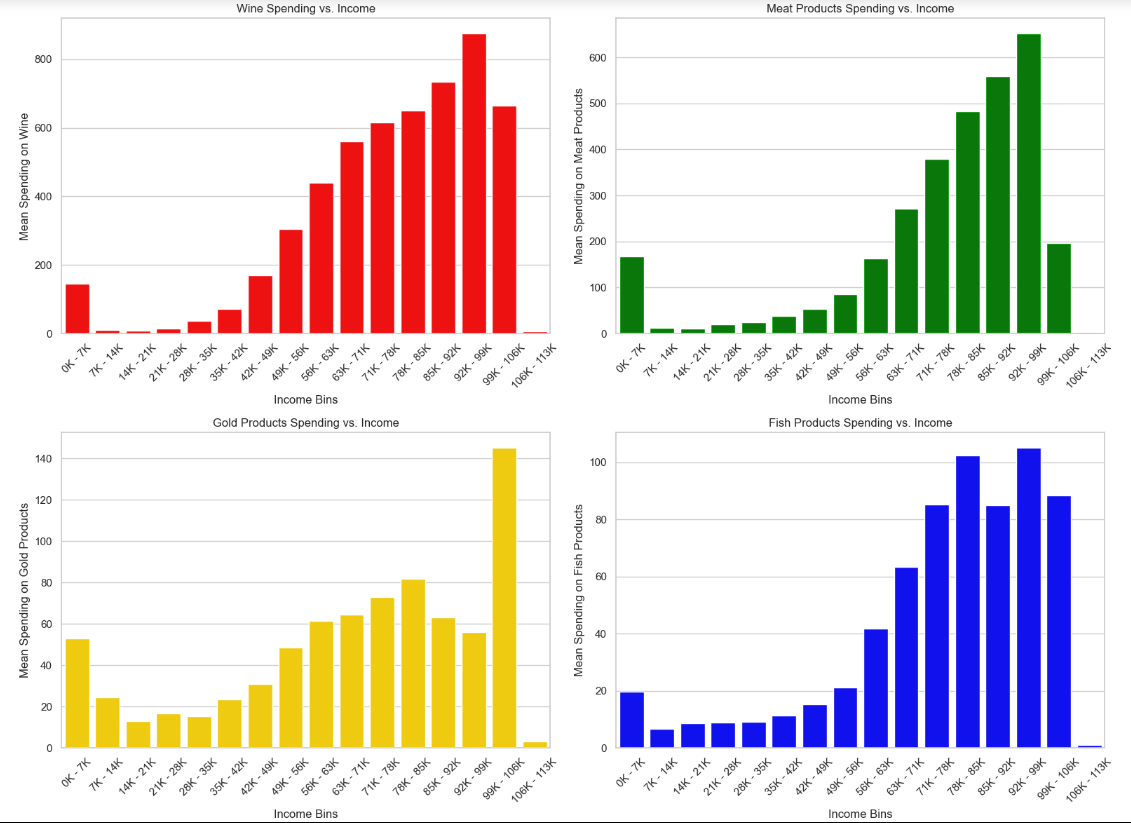 Wine Spending vs. Income
Mean Spending on Wine
800
600
400
200
0
0K - 7K
7K - 14K
14K - 21K
21K - 28K
28K - 35K
35K - 42K
42K - 49K
49K - 56K
56K - 63K
63K - 71K
71K - 78K
78K - 85K
85K - 92K
92K - 99K
99K - 106K
106K - 113K
Income Bins
Meat Products Spending vs. Income
Mean Spending on Meat Products
600
500
400
300
200
100
0
0K - 7K
7K - 14K
14K - 21K
21K - 28K
28K - 35K
35K - 42K
42K - 49K
49K - 56K
56K - 63K
63K - 71K
71K - 78K
78K - 85K
85K - 92K
92K - 99K
99K - 106K
106K - 113K
Income Bins
Gold Products Spending vs. Income
Mean Spending on Gold Products
140
120
100
80
60
40
20
0
0K - 7K
7K - 14K
14K - 21K
21K - 28K
28K - 35K
35K - 42K
42K - 49K
49K - 56K
56K - 63K
63K - 71K
71K - 78K
78K - 85K
85K - 92K
92K - 99K
99K - 106K
106K - 113K
Income Bins
Fish Products Spending vs. Income
Mean Spending on Fish Products
100
80
60
40
20
0
0K - 7K
7K - 14K
14K - 21K
21K - 28K
28K - 35K
35K - 42K
42K - 49K
49K - 56K
56K - 63K
63K - 71K
71K - 78K
78K - 85K
85K - 92K
92K - 99K
99K - 106K
106K - 113K
Income Bins